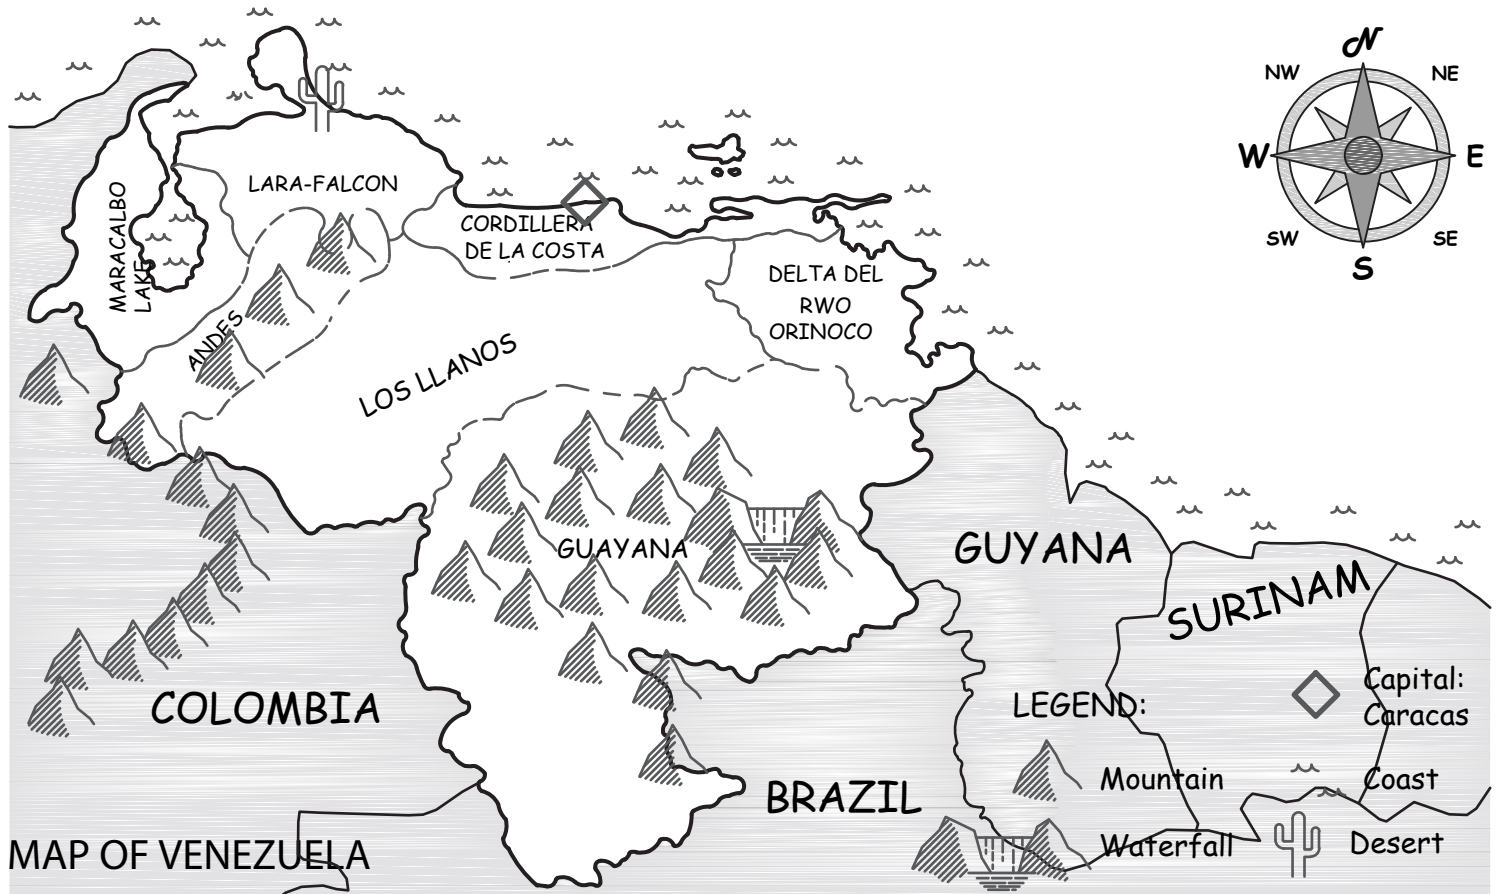 N
NW
NE
W
E
SW
SE
S
LARA-FALCON
MARACALBO
LAKE
CORDILLERA
DE LA COSTA
DELTA DEL
RWO
ORINOCO
ANDES
LOS LLANOS
GUAYANA
GUYANA
SURINAM
COLOMBIA
BRAZIL
LEGEND:
Capital:
Caracas
Mountain
Coast
Waterfall
Desert
MAP OF VENEZUELA